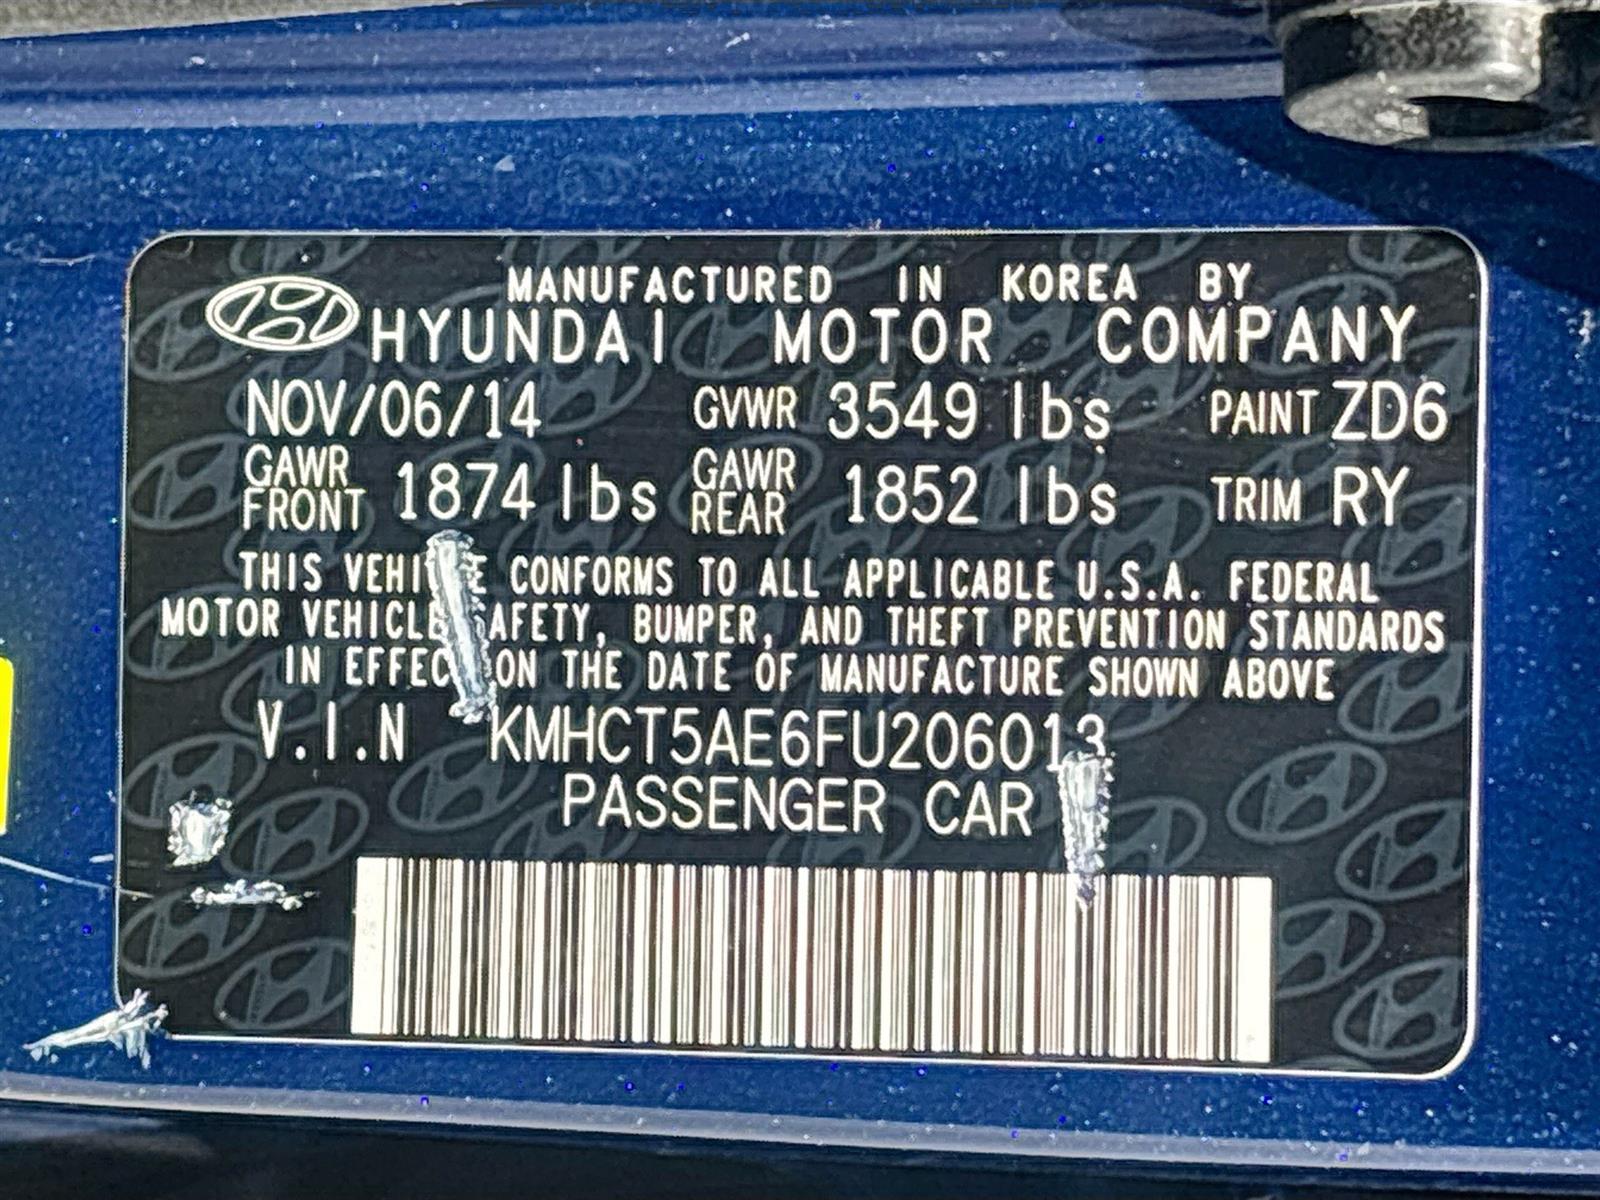 MANUFACTURED IN KOREA BY
HYUNDAI MOTOR COMPANY
NOV/06/14 GVWR 3549 lbs PAINT ZD6
GAWR FRONT 1874 lbs GAWR REAR 1852 lbs TRIM RY
THIS VEHICLE CONFORMS TO ALL APPLICABLE U.S.A. FEDERAL
MOTOR VEHICLE SAFETY, BUMPER, AND THEFT PREVENTION STANDARDS
IN EFFECT ON THE DATE OF MANUFACTURE SHOWN ABOVE
V.I.N KMHCT5AE6FU206013
PASSENGER CAR